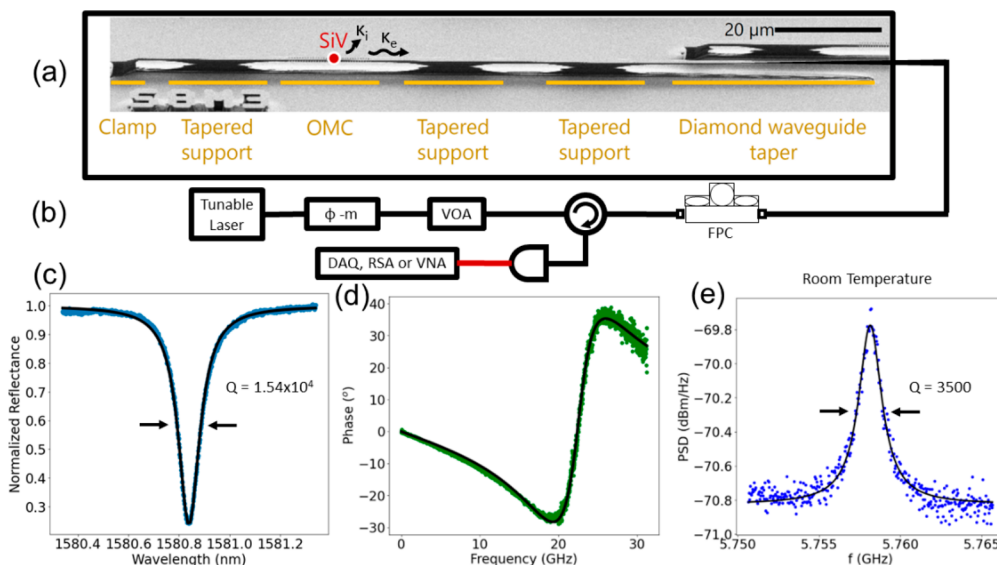 (a)
SiV κi κe
20 μm
SAMS
Clamp
Tapered support
OMC
Tapered support
Tapered support
Diamond waveguide taper
(b)
Tunable Laser
ϕ -m
VOA
FPC
DAQ, RSA or VNA
(c)
Normalized Reflectance
1.0
0.9
0.8
0.7
0.6
0.5
0.4
0.3
Q = 1.54x10⁴
1580.4 1580.6 1580.8 1581.0 1581.2
Wavelength (nm)
(d)
Phase (°)
40
30
20
10
0
−10
−20
−30
0 10 20 30
Frequency (GHz)
(e)
Room Temperature
PSD (dBm/Hz)
−69.8
−70.0
−70.2
−70.4
−70.6
−70.8
−71.0
Q = 3500
5.750 5.755 5.760 5.765
f (GHz)